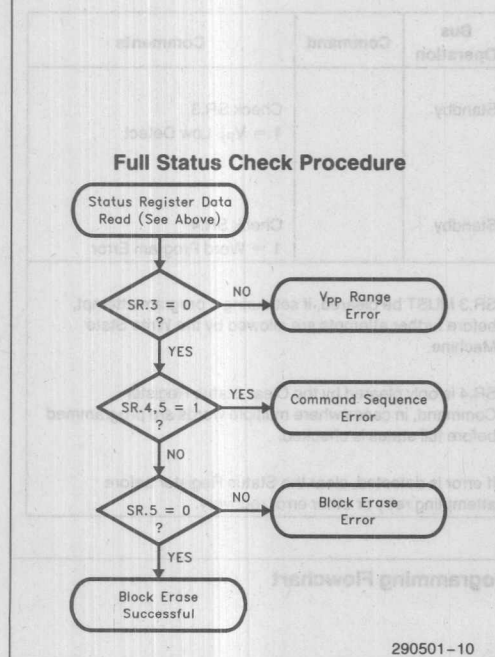 Full Status Check Procedure
Status Register Data
Read (See Above)
SR.3 = 0
?
NO
VPP Range
Error
YES
SR.4,5 = 1
?
YES
Command Sequence
Error
NO
SR.5 = 0
?
NO
Block Erase
Error
YES
Block Erase
Successful
290501-10